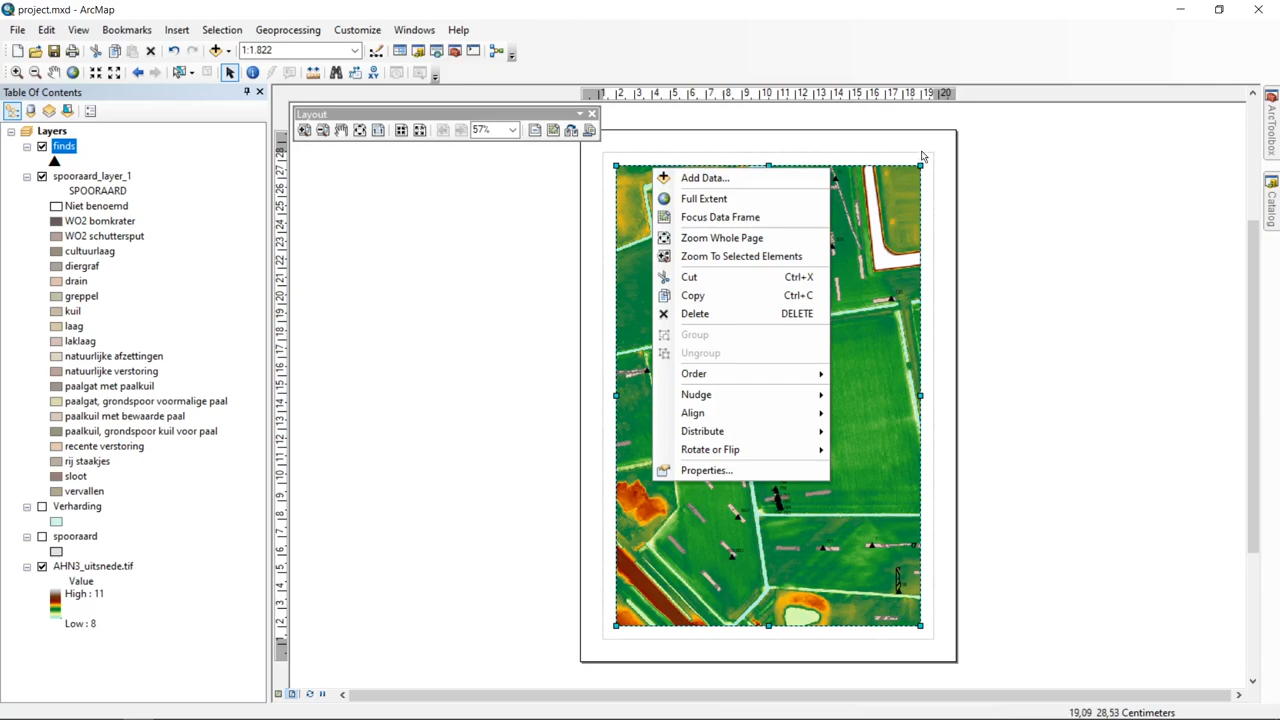 project.mxd - ArcMap
File Edit View Bookmarks Insert Selection Geoprocessing Customize Windows Help
1:1.822
Table Of Contents
Layers
finds
spooraard_layer_1
SPOORAARD
Niet benoemd
WO2 bomkrater
WO2 schuttersput
cultuurlaag
diergraf
drain
greppel
kuil
laag
laklaag
natuurlijke afzettingen
natuurlijke verstoring
paalgat met paalkuil
paalgat, grondspoor voormalige paal
paalkuil met bewaarde paal
paalkuil, grondspoor kuil voor paal
recente verstoring
rij staakjes
sloot
vervallen
Verharding
spooraard
AHN3_uitsnede.tif
Value
High : 11
Low : 8
Layout
57%
Add Data...
Full Extent
Focus Data Frame
Zoom Whole Page
Zoom To Selected Elements
Cut Ctrl+X
Copy Ctrl+C
Delete DELETE
Group
Ungroup
Order
Nudge
Align
Distribute
Rotate or Flip
Properties...
ArcToolbox
Catalog
19,09 28,53 Centimeters